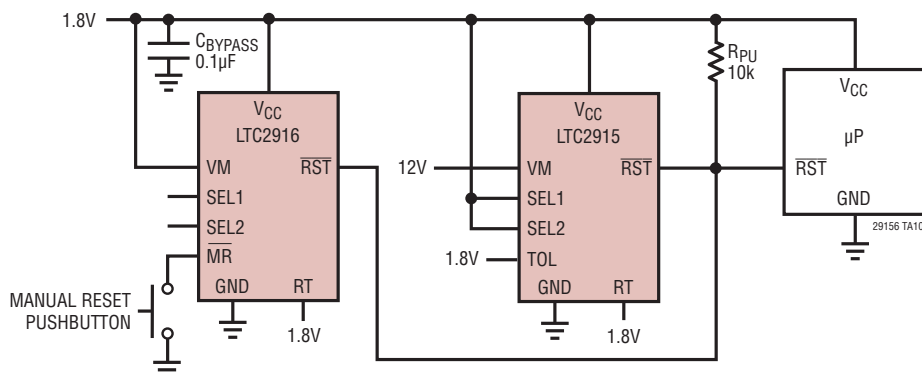 1.8V
CBYPASS
0.1µF
VCC
LTC2916
VM
RST
SEL1
SEL2
MR
GND
RT
1.8V
MANUAL RESET
PUSHBUTTON
12V
VCC
LTC2915
VM
RST
SEL1
SEL2
1.8V
TOL
GND
RT
1.8V
RPU
10k
VCC
µP
RST
GND
29156 TA10